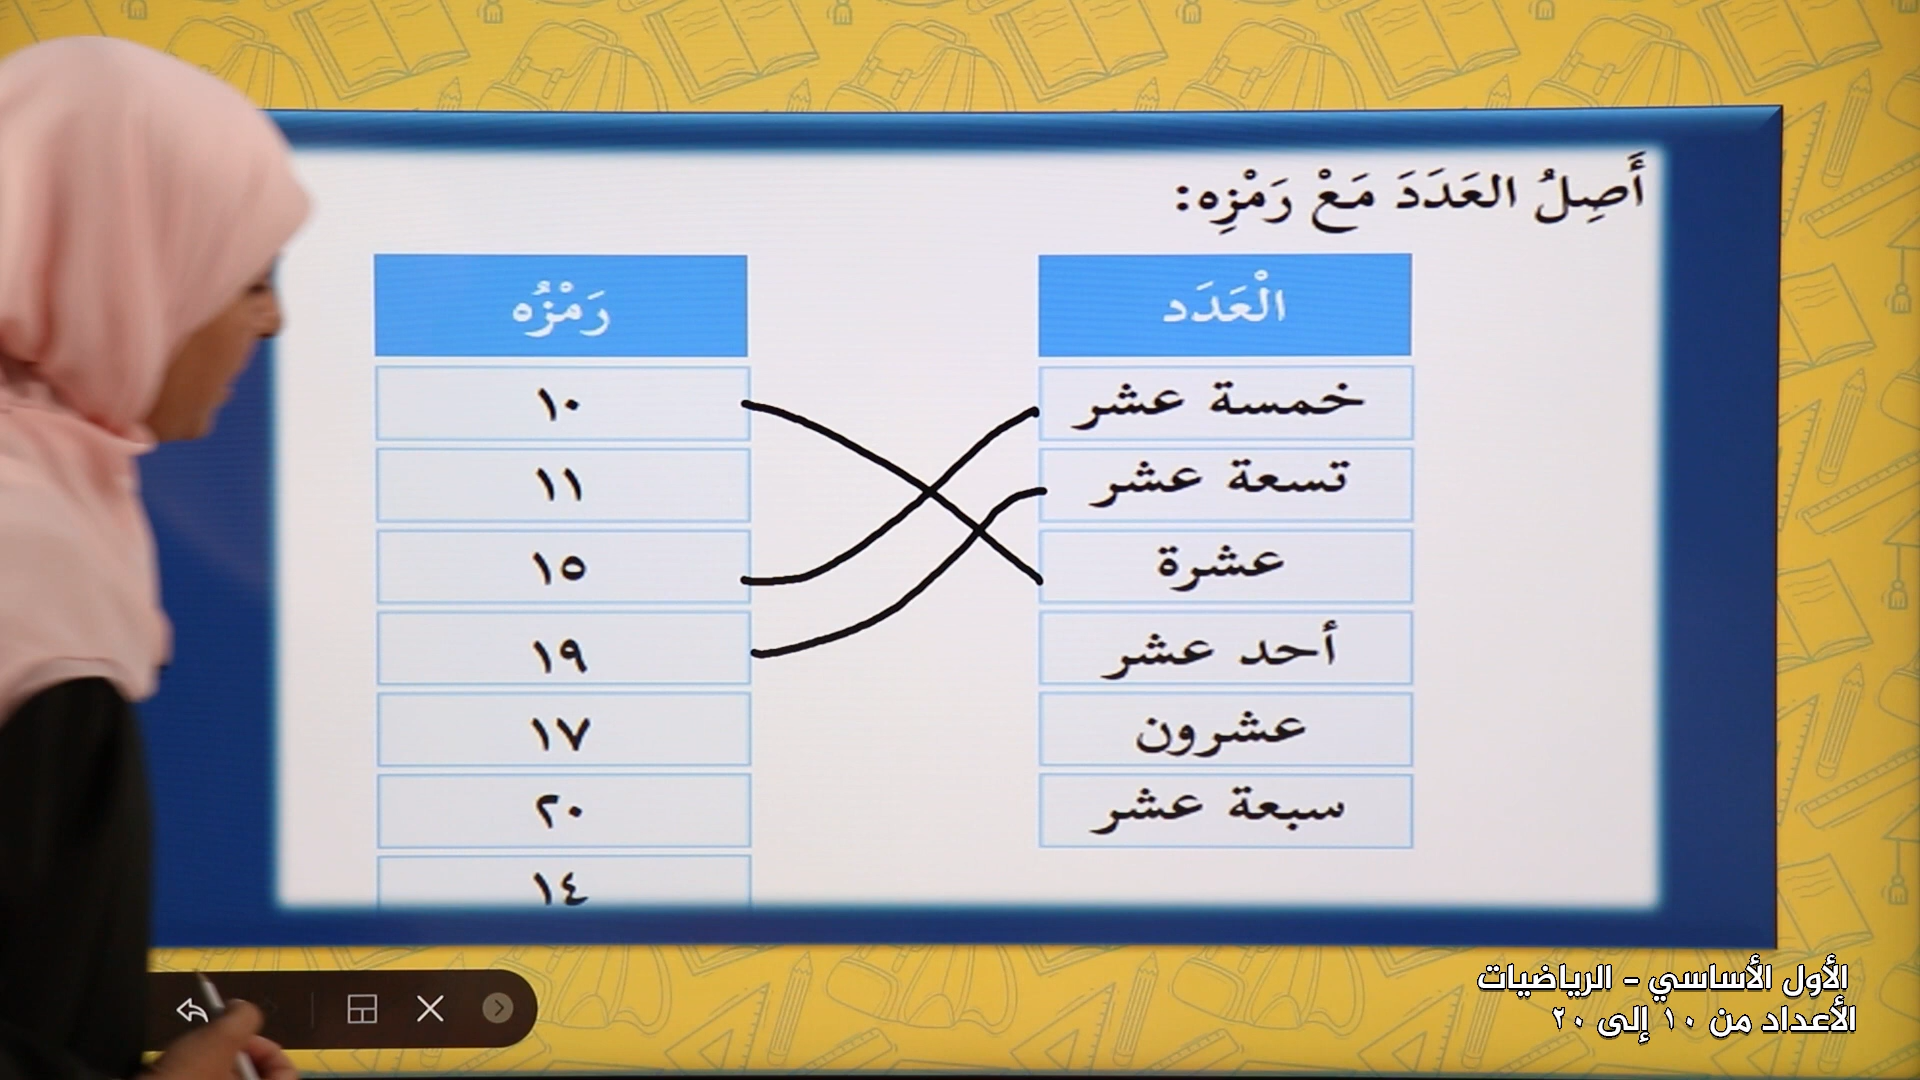 أَصِلُ العَدَدَ مَعْ رَمْزِه:
الْعَدَد
رَمْزُه
خمسة عشر
١٠
تسعة عشر
١١
عشرة
١٥
أحد عشر
١٩
عشرون
١٧
سبعة عشر
٢٠
١٤
الأول الأساسي - الرياضيات
الأعداد من ١٠ إلى ٢٠